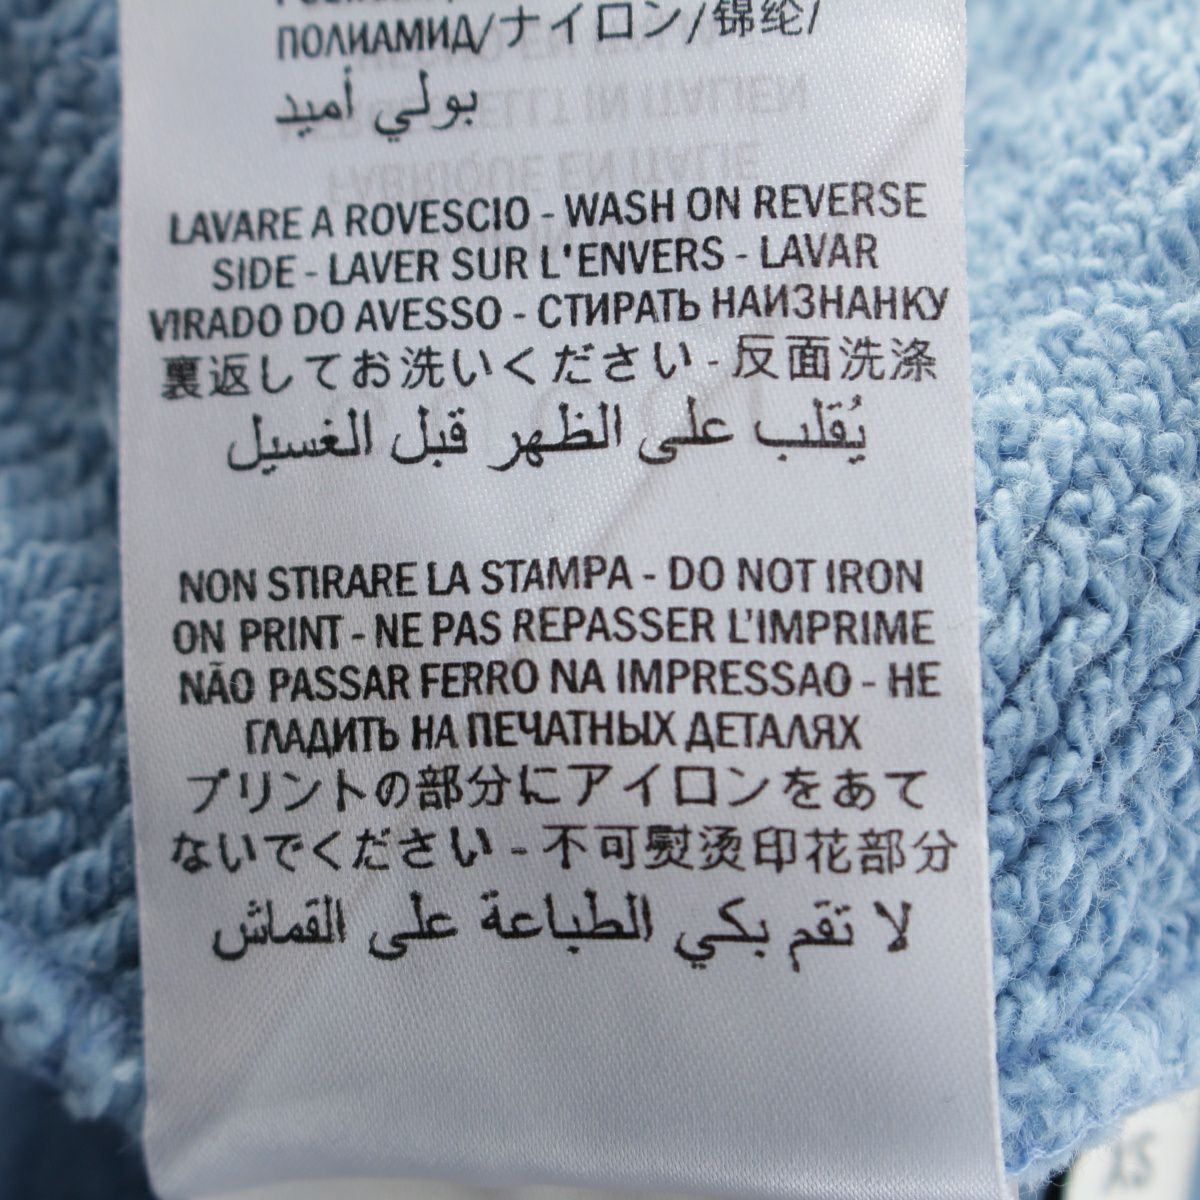 ПОЛИАМИД/ナイロン/锦纶/
بولي أميد
LAVARE A ROVESCIO - WASH ON REVERSE
SIDE - LAVER SUR L'ENVERS - LAVAR
VIRADO DO AVESSO - СТИРАТЬ НАИЗНАНКУ
裏返してお洗いください - 反面洗涤
يُقلب على الظهر قبل الغسيل
NON STIRARE LA STAMPA - DO NOT IRON
ON PRINT - NE PAS REPASSER L'IMPRIME
NÃO PASSAR FERRO NA IMPRESSAO - НЕ
ГЛАДИТЬ НА ПЕЧАТНЫХ ДЕТАЛЯХ
プリントの部分にアイロンをあて
ないでください - 不可熨烫印花部分
لا تقم بكي الطباعة على القماش